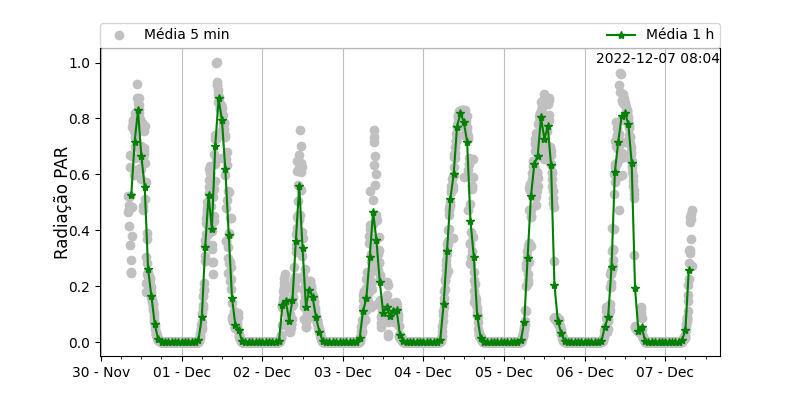 Média 5 min
Média 1 h
2022-12-07 08:04
Radiação PAR
1.0
0.8
0.6
0.4
0.2
0.0
30 - Nov
01 - Dec
02 - Dec
03 - Dec
04 - Dec
05 - Dec
06 - Dec
07 - Dec